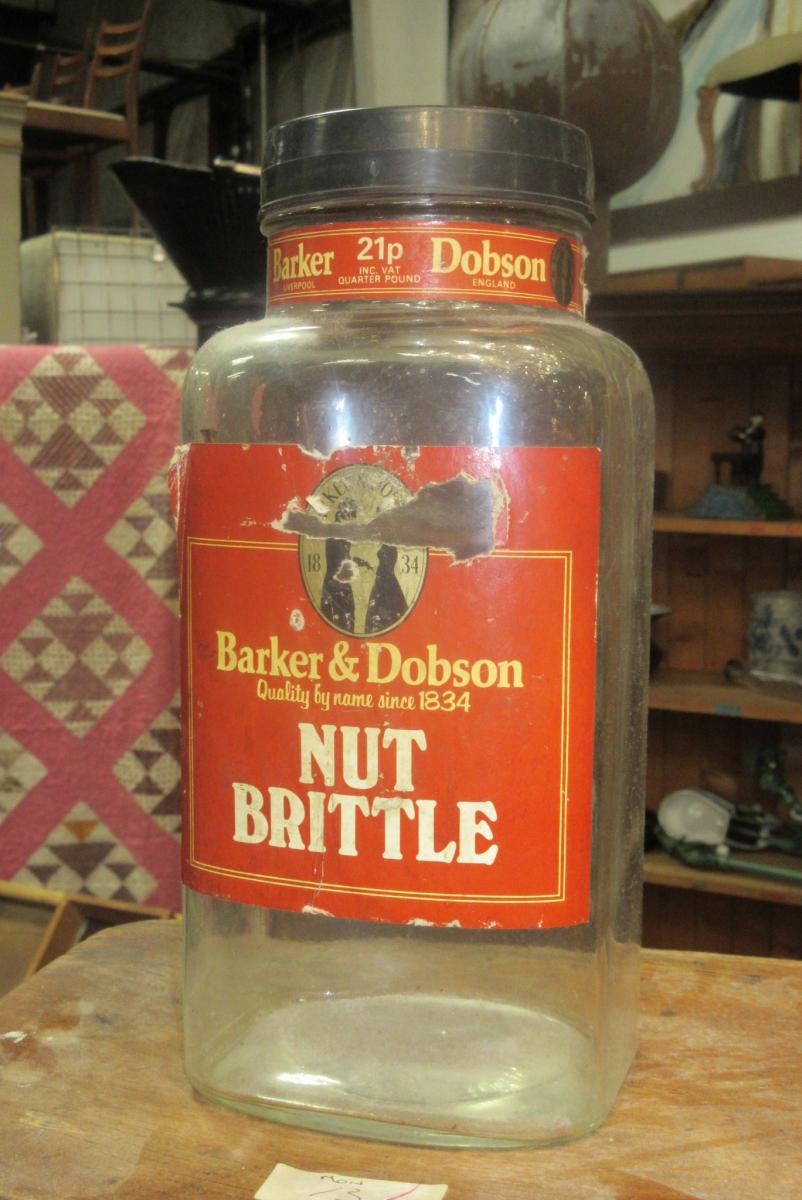 Barker 21p Dobson
LIVERPOOL INC. VAT ENGLAND
QUARTER POUND
18 34
Barker & Dobson
Quality by name since 1834
NUT
BRITTLE